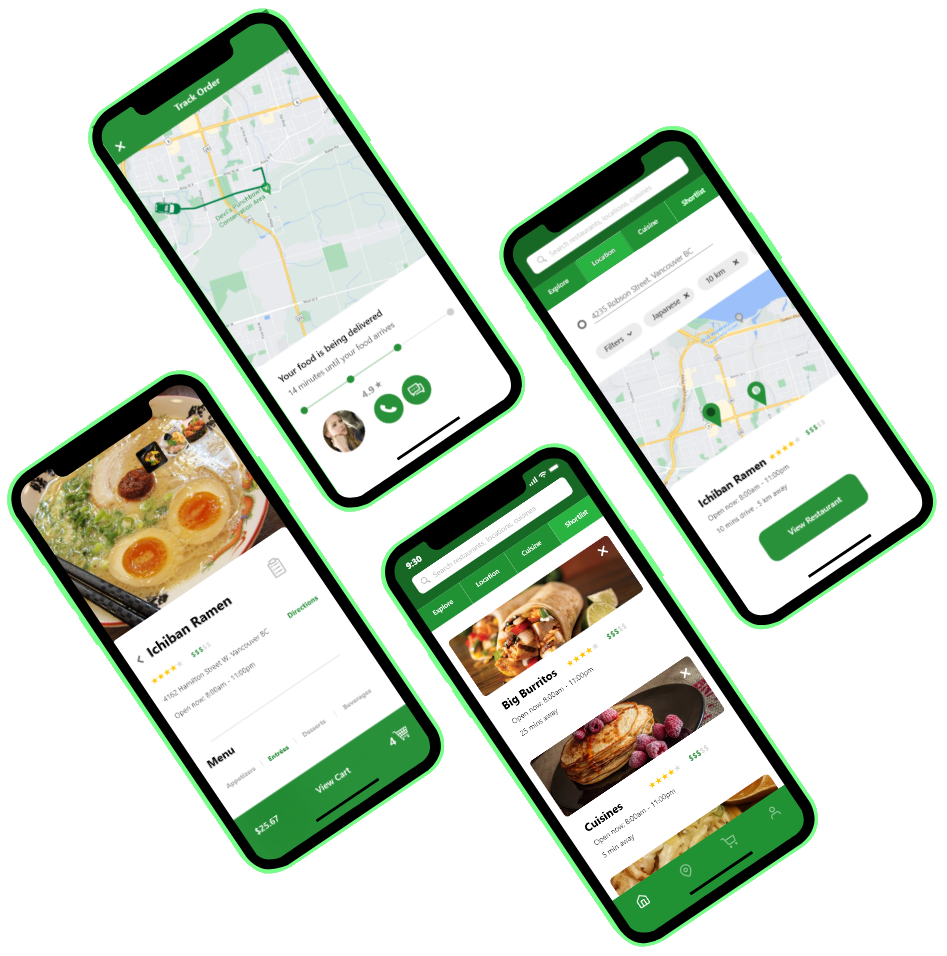 Track Order
Devil's Punchbowl
Conservation Area
Your food is being delivered
14 minutes until your food arrives
4.9 ★
Search restaurants, locations, cuisines
Explore
Location
Cuisine
Shortlist
4235 Robson Street. Vancouver BC
Filters
Japanese ×
10 km ×
Ichiban Ramen ★★★★★ $$$$$
Open now: 8:00am - 11:00pm
10 mins drive . 5 km away
View Restaurant
Ichiban Ramen
★★★★★ $$$$$
Directions
4162 Hamilton Street W. Vancouver BC
Open now: 8:00am - 11:00pm
Menu
Appetizers
Entrées
Desserts
Beverages
$25.67
View Cart
4
9:30
Search restaurants, locations, cuisines
Explore
Location
Cuisine
Shortlist
Big Burritos ★★★★★ $$$$$
Open now: 8:00am - 11:00pm
25 mins away
Cuisines ★★★★★ $$$$$
Open now: 8:00am - 11:00pm
5 min away